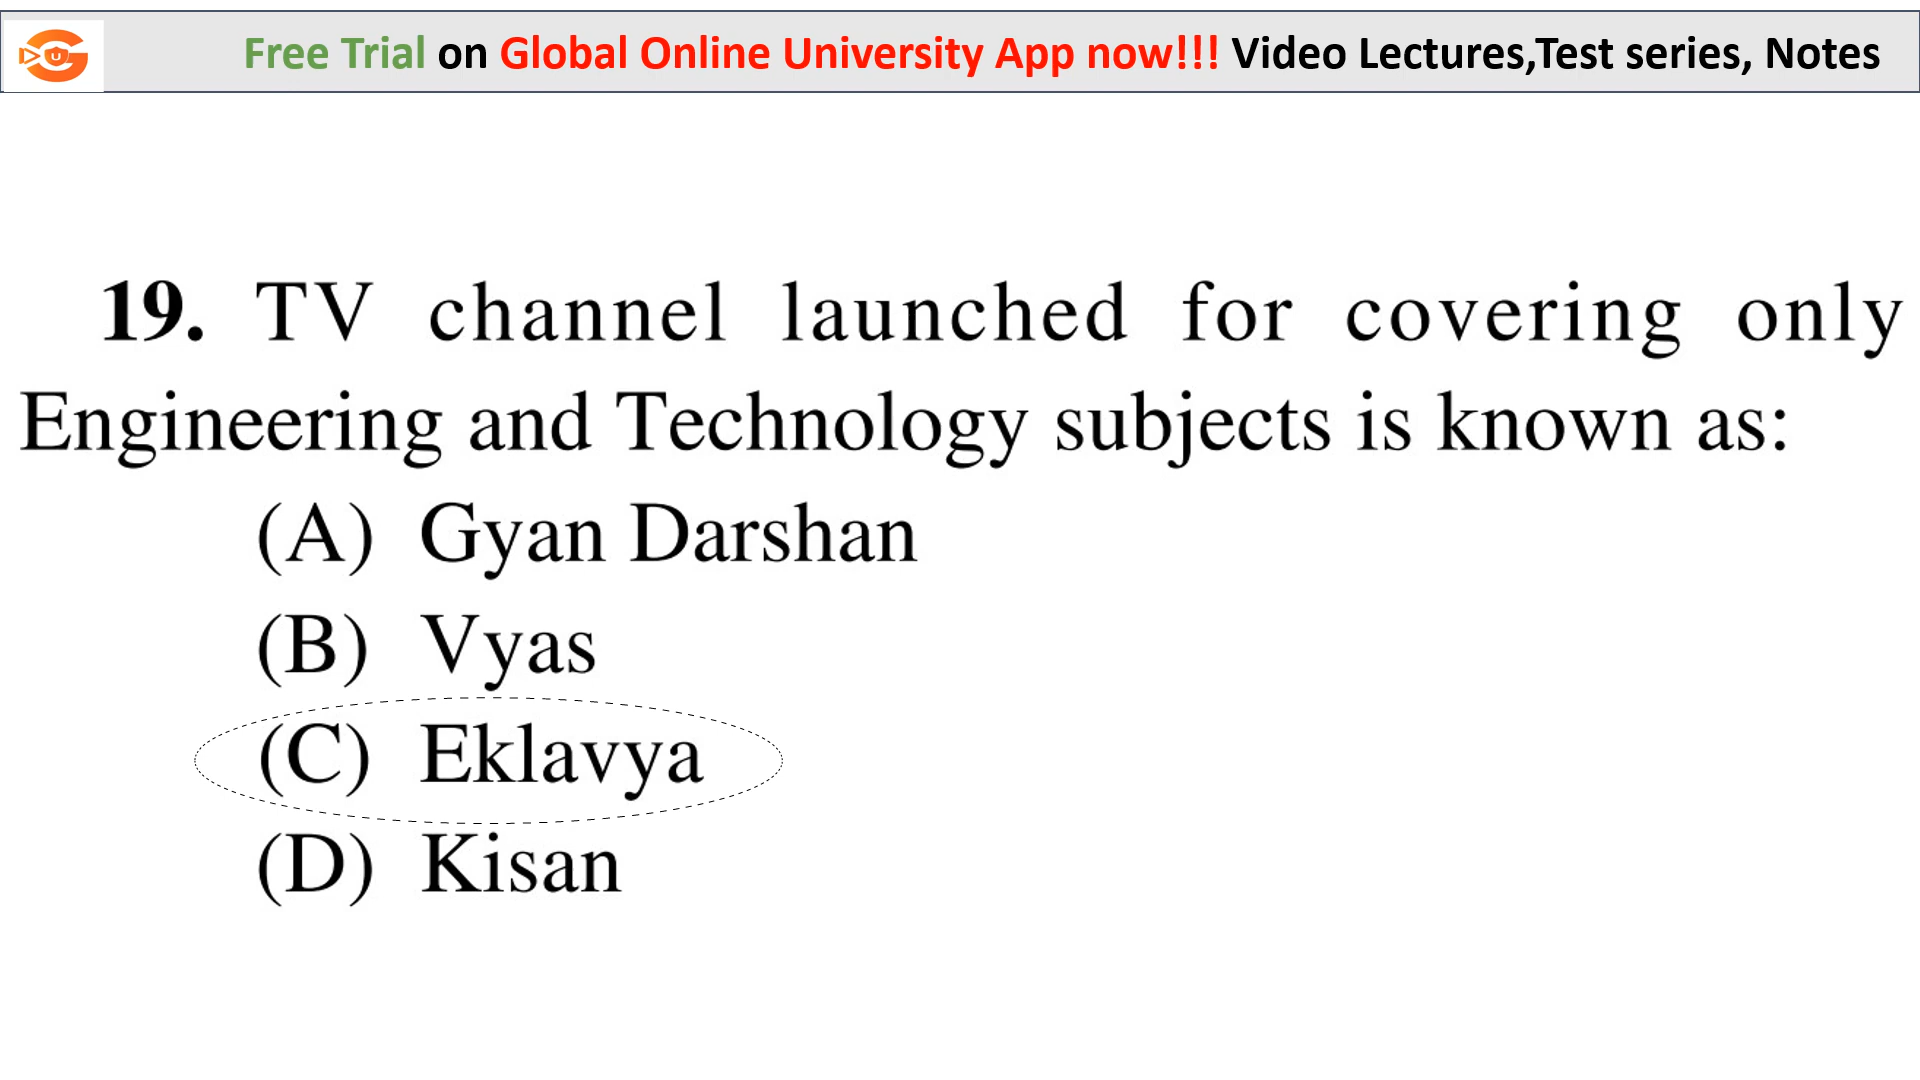 Free Trial on Global Online University App now!!! Video Lectures,Test series, Notes
U
19. TV channel launched for covering only
Engineering and Technology subjects is known as:
(A) Gyan Darshan
(B) Vyas
(C) Eklavya
(D) Kisan